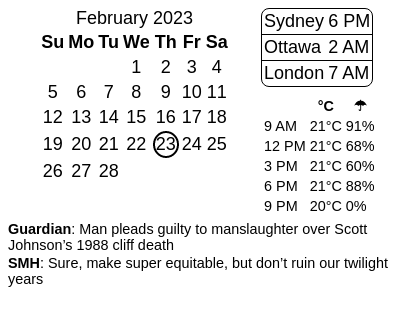 February 2023
Su Mo Tu We Th Fr Sa
1 2 3 4
5 6 7 8 9 10 11
12 13 14 15 16 17 18
19 20 21 22 23 24 25
26 27 28
Sydney 6 PM
Ottawa 2 AM
London 7 AM
°C ☂
9 AM 21°C 91%
12 PM 21°C 68%
3 PM 21°C 60%
6 PM 21°C 88%
9 PM 20°C 0%
Guardian: Man pleads guilty to manslaughter over Scott
Johnson’s 1988 cliff death
SMH: Sure, make super equitable, but don’t ruin our twilight
years